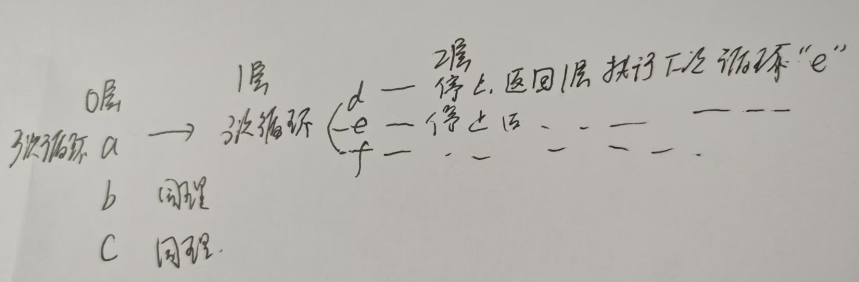 0层 1层 2层
3次循环 a → 3次循环 d — 停止,返回1层执行下次循环“e”
e — 停止后
f —
b 同理
C 同理.